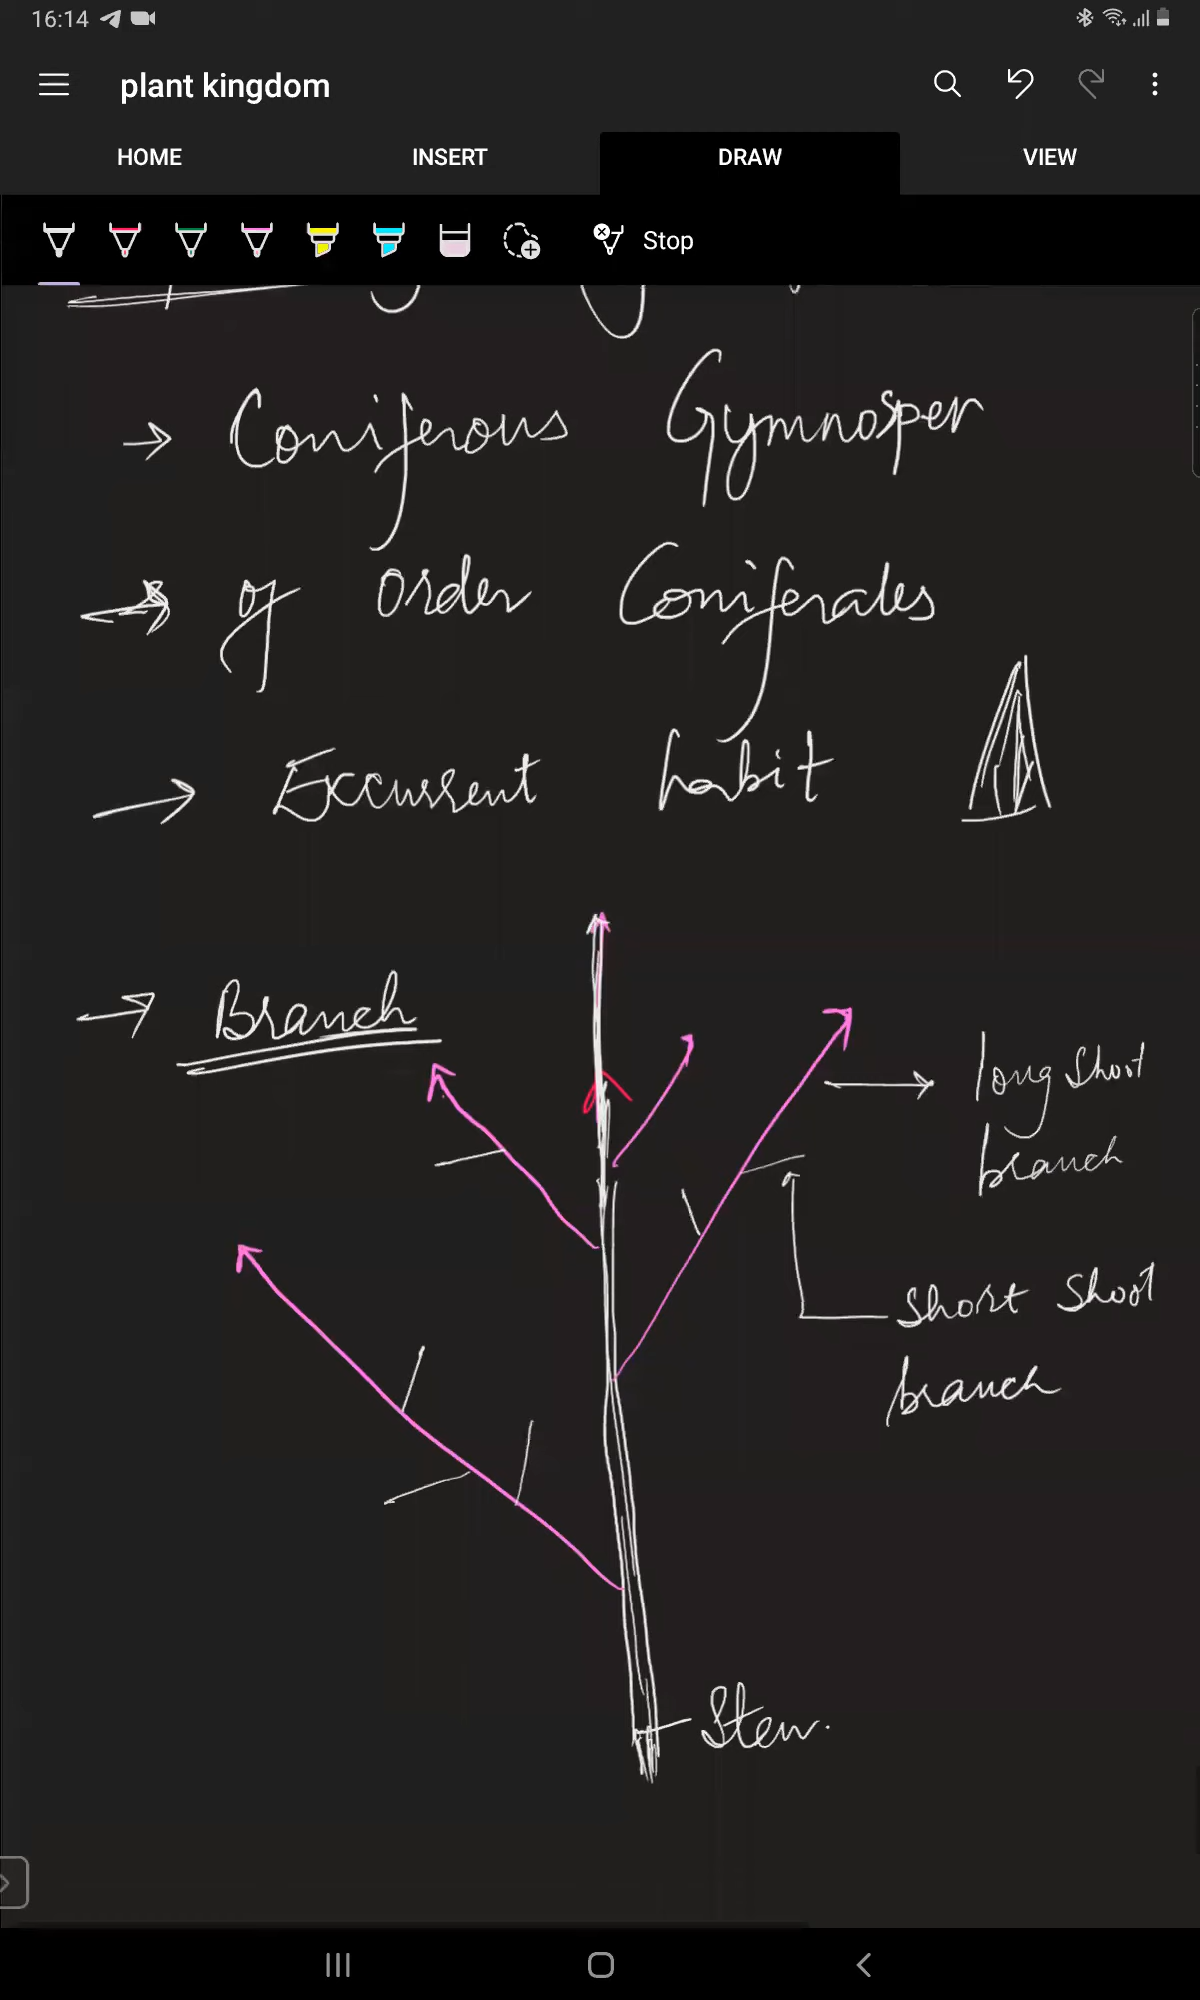 16:14
plant kingdom
HOME INSERT DRAW VIEW
Stop
→ Coniferous Gymnosper
→ of order Coniferales
→ Excurrent habit
→ Branch
→ long shoot
branch
short shoot
branch
Stem.